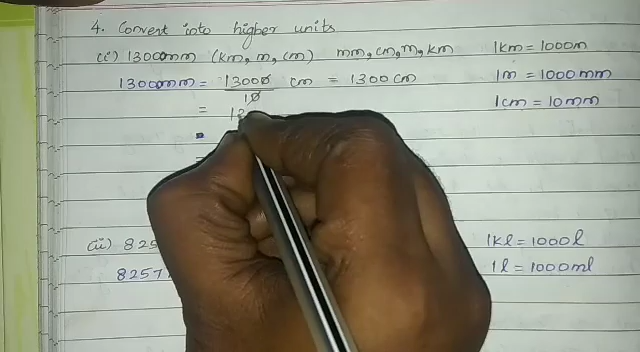 4. Convert into higher units
(i) 13000mm (km, m, cm) mm, cm, m, km 1km = 1000m
13000mm = 13000 cm = 1300 cm 1m = 1000mm
10
= 1cm = 10mm
(ii) 1kl = 1000l
8257 1l = 1000ml